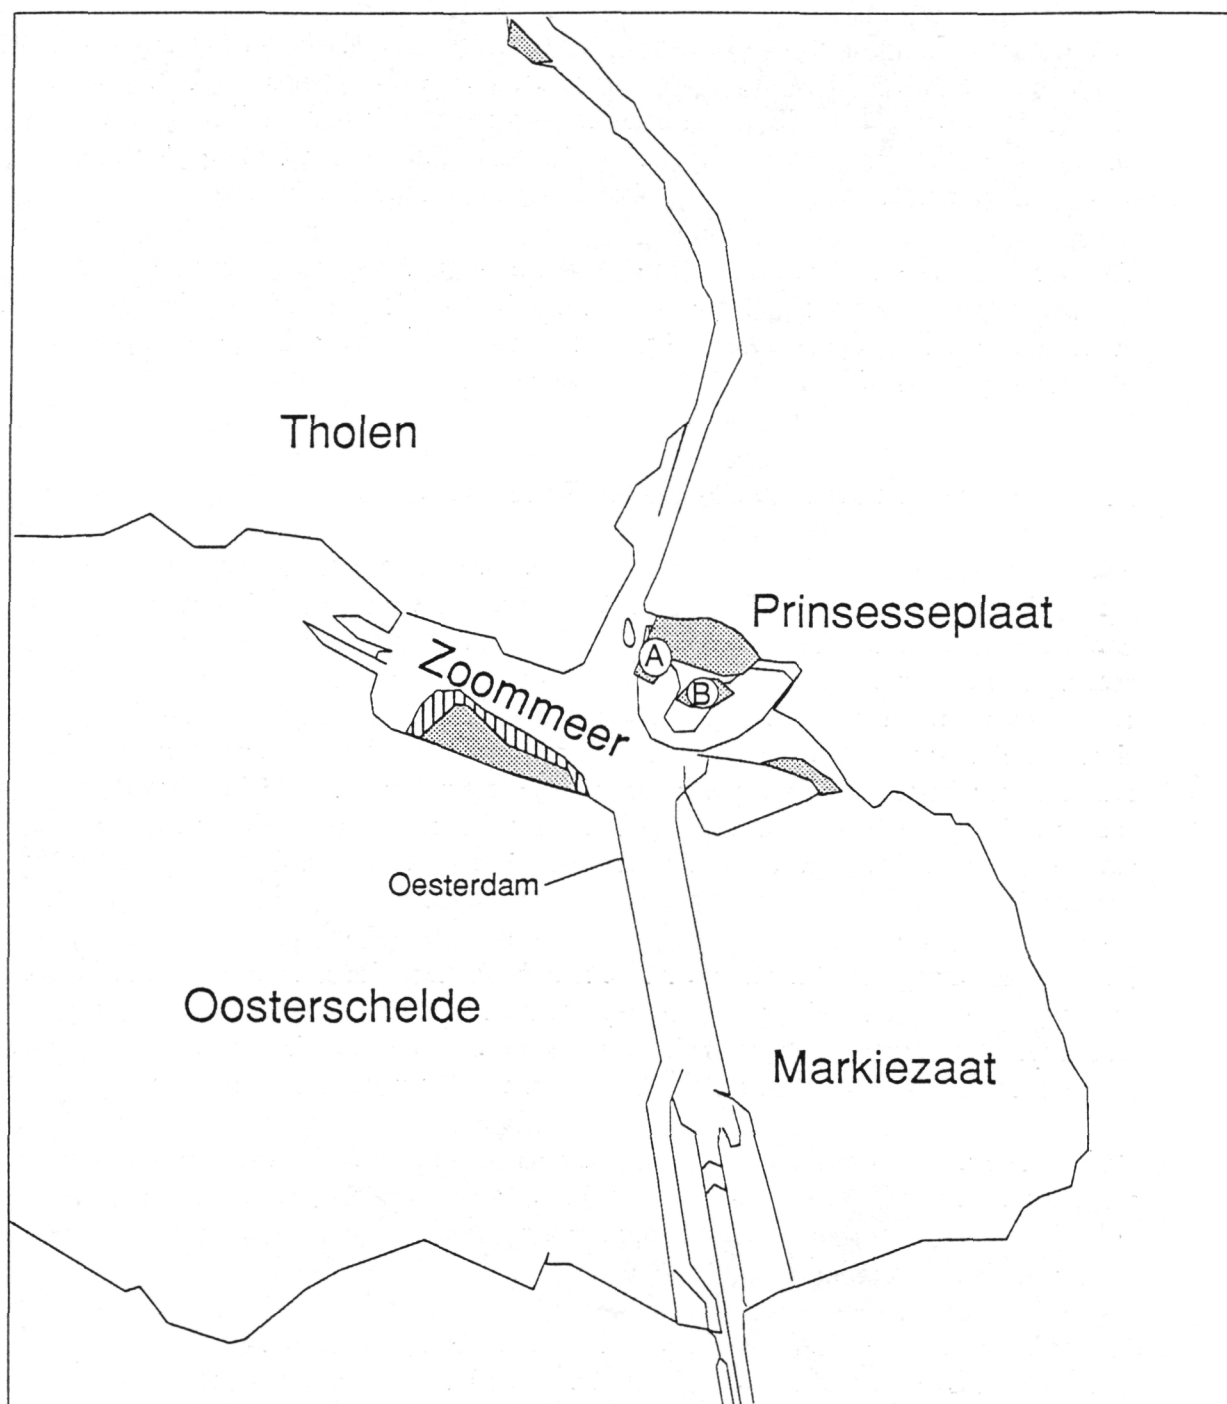 Tholen
Prinsesseplaat
A
Zoommeer
B
Oesterdam
Oosterschelde
Markiezaat